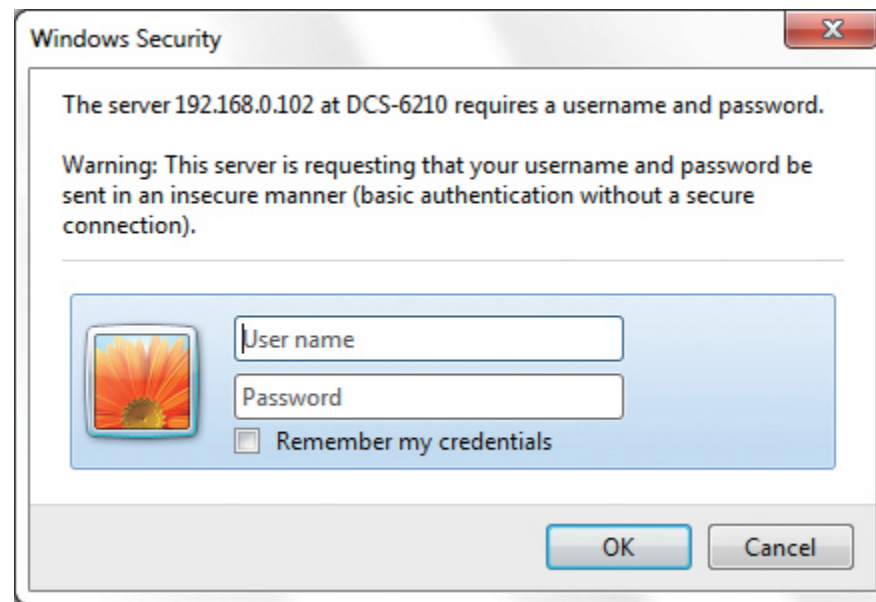 Windows Security
The server 192.168.0.102 at DCS-6210 requires a username and password.
Warning: This server is requesting that your username and password be
sent in an insecure manner (basic authentication without a secure
connection).
User name
Password
Remember my credentials
OK
Cancel